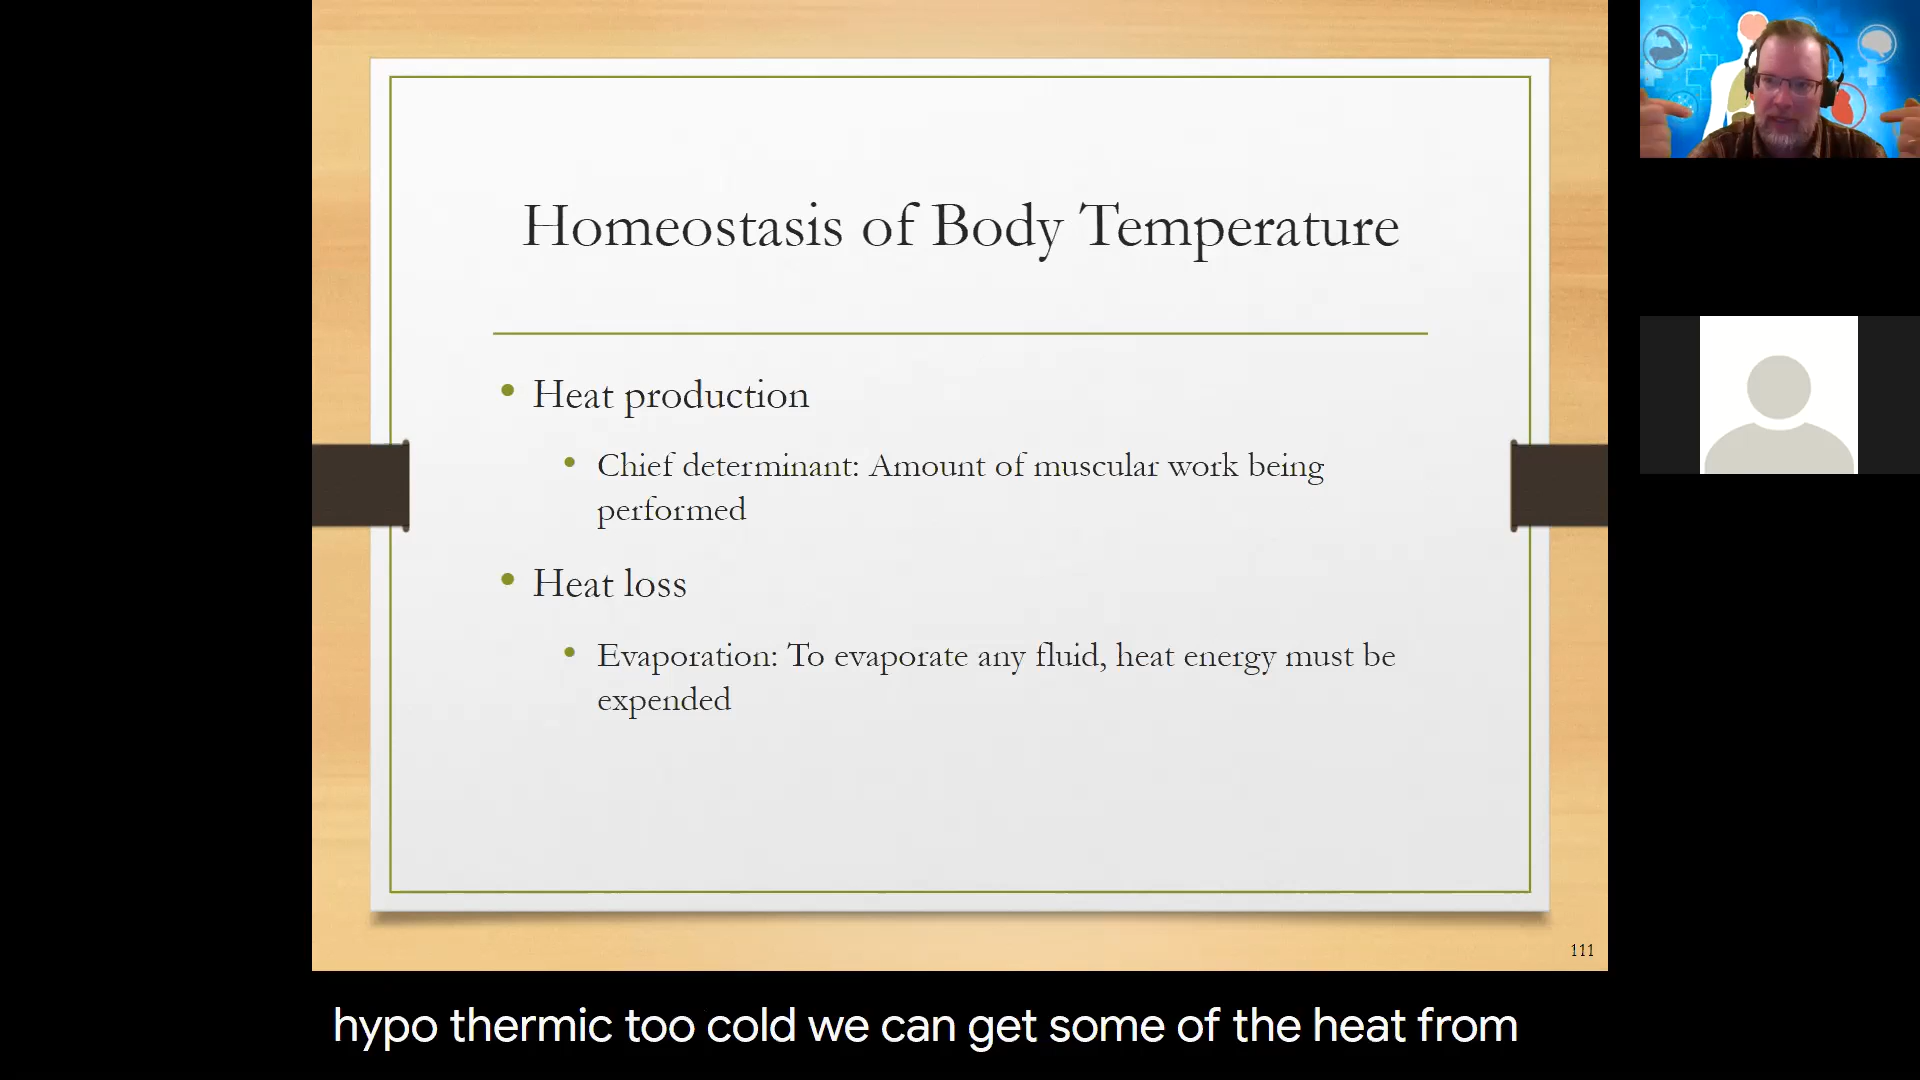 Homeostasis of Body Temperature
• Heat production
• Chief determinant: Amount of muscular work being
performed
• Heat loss
• Evaporation: To evaporate any fluid, heat energy must be
expended
111
hypo thermic too cold we can get some of the heat from